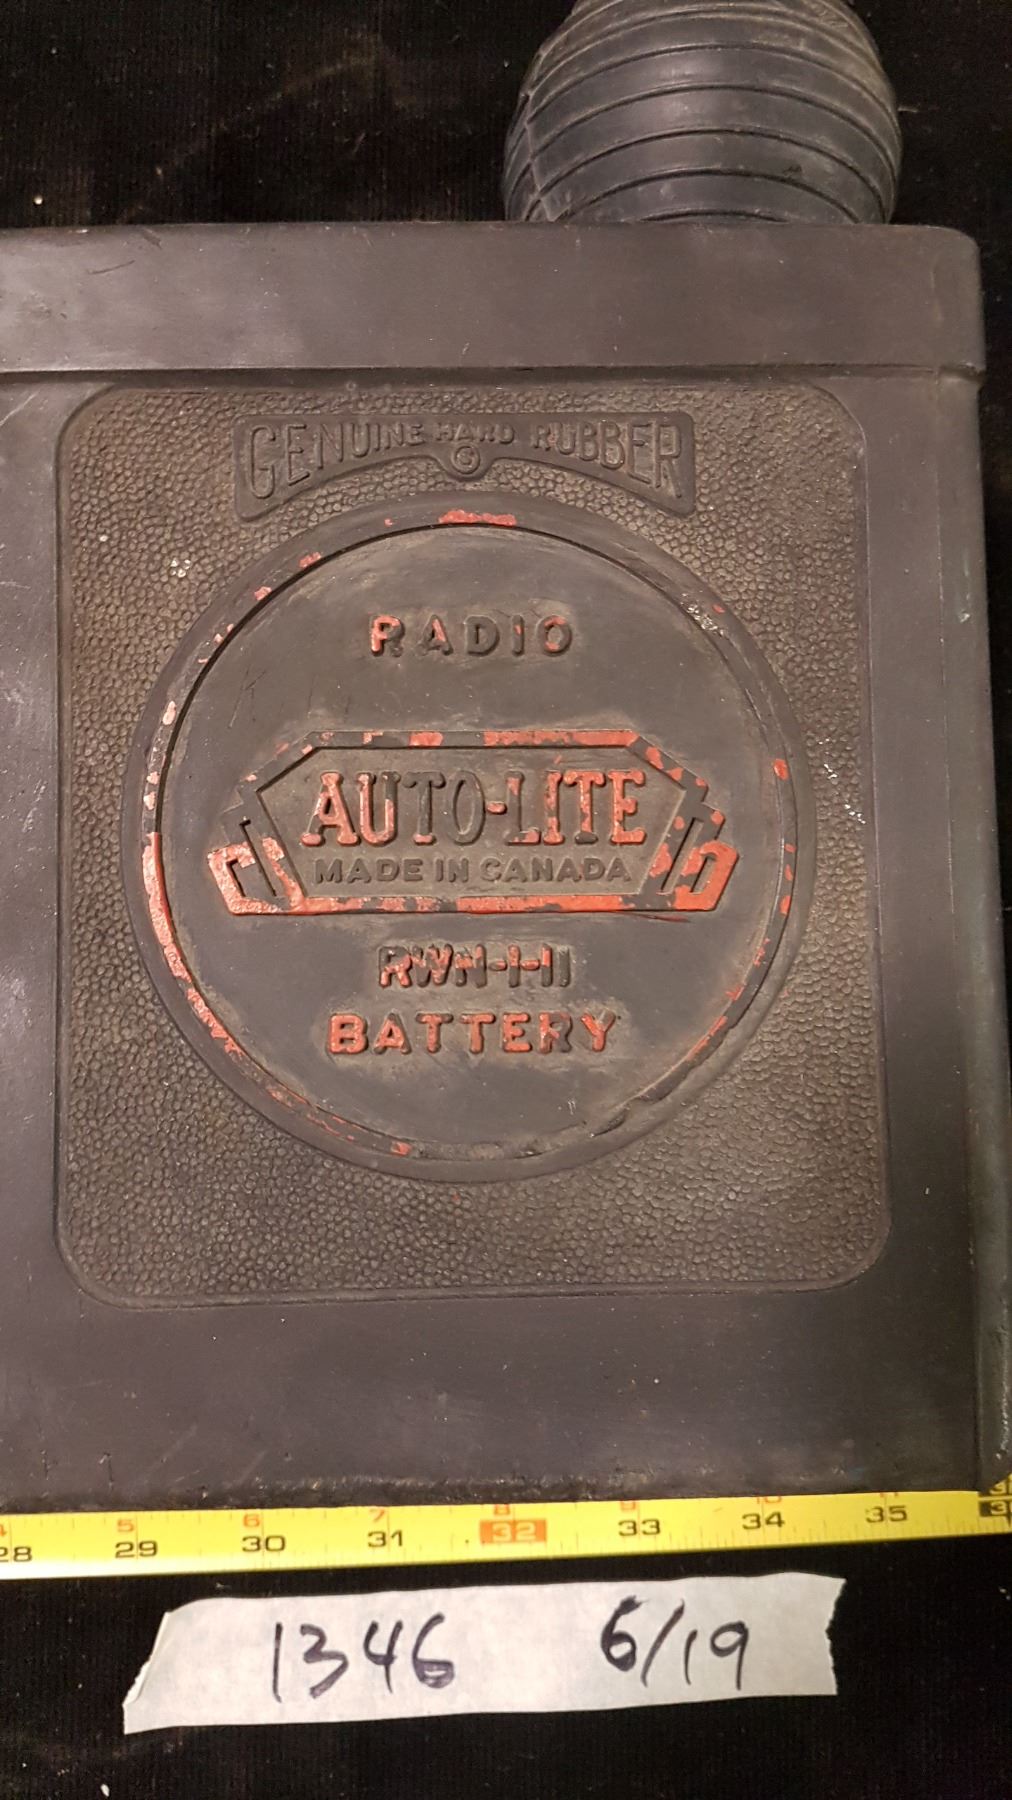 GENUINE HARD RUBBER
G
RADIO
AUTO-LITE
MADE IN CANADA
RWN-1-11
BATTERY
5 6 7 8 9 10
28 29 30 31 32 33 34 35
1346 6/19